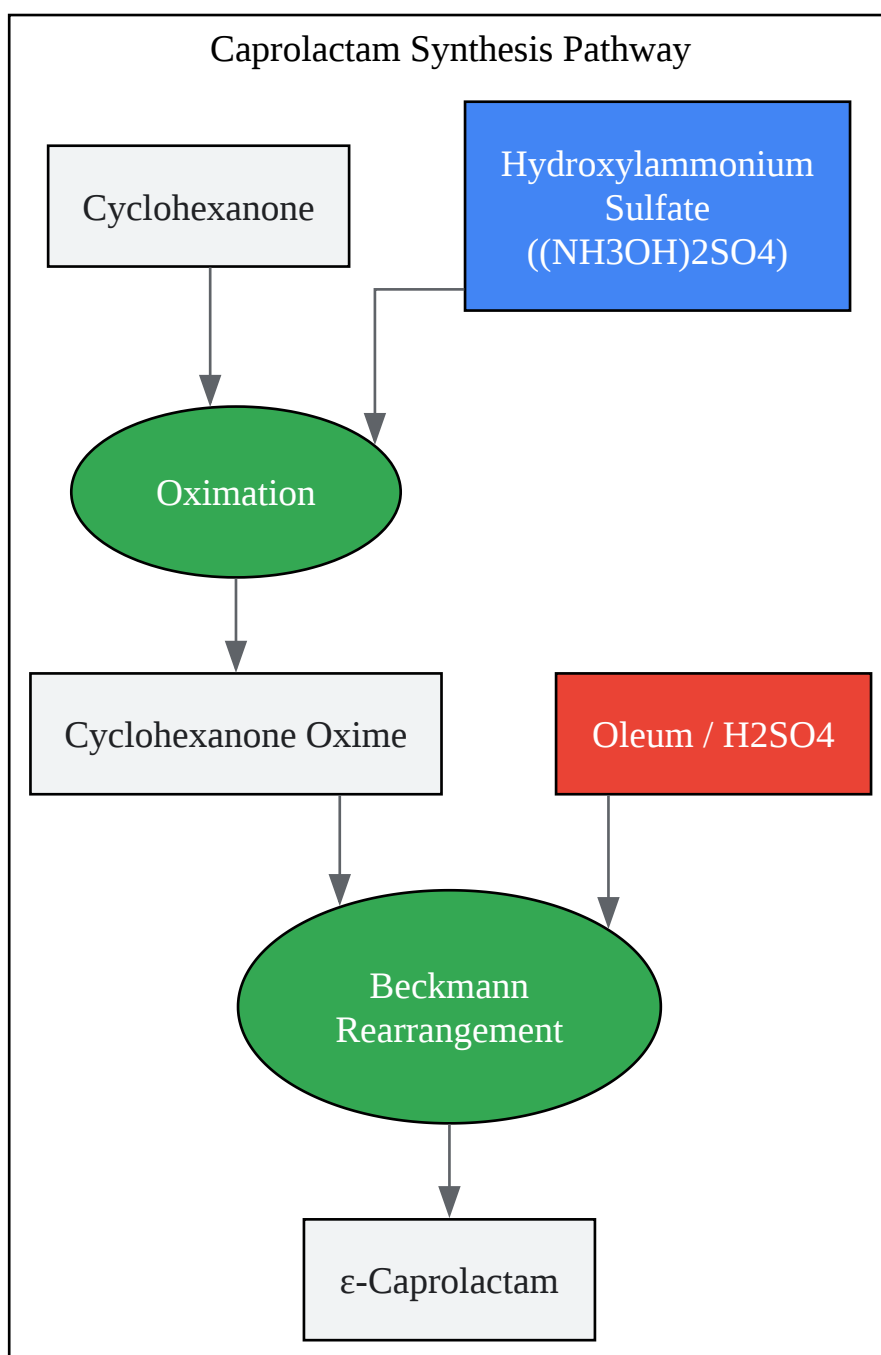 Caprolactam Synthesis Pathway
Cyclohexanone
Hydroxylammonium
Sulfate
((NH3OH)2SO4)
Oximation
Cyclohexanone Oxime
Oleum / H2SO4
Beckmann
Rearrangement
ε-Caprolactam